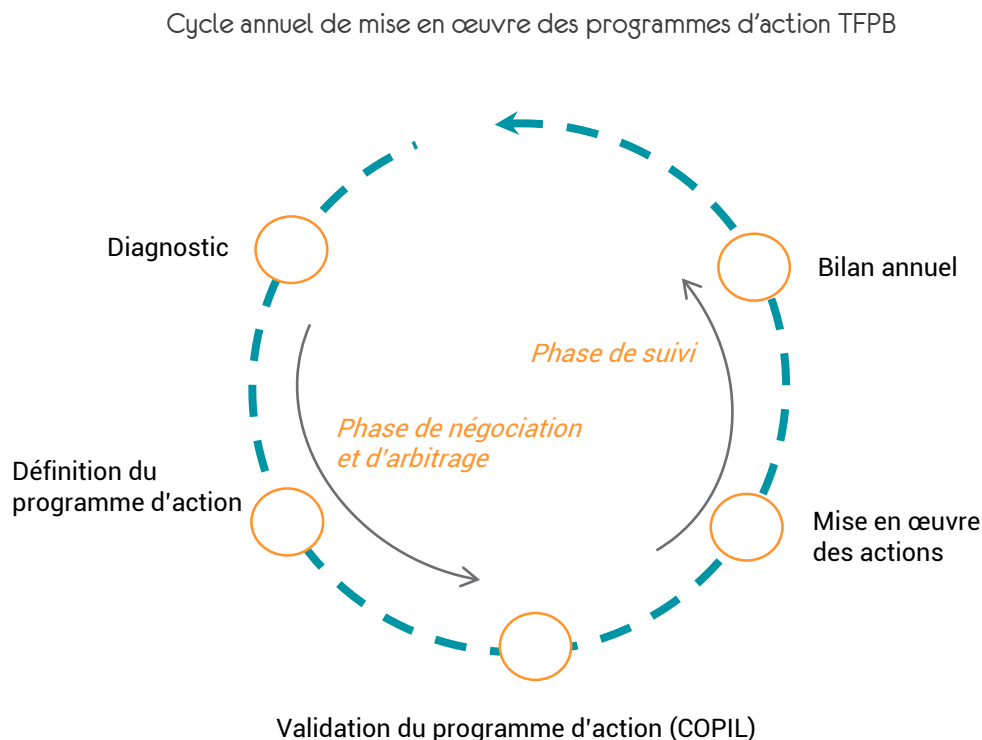 Cycle annuel de mise en œuvre des programmes d'action TFPB
Diagnostic
Bilan annuel
Phase de suivi
Phase de négociation
et d'arbitrage
Définition du
programme d'action
Mise en œuvre
des actions
Validation du programme d'action (COPIL)